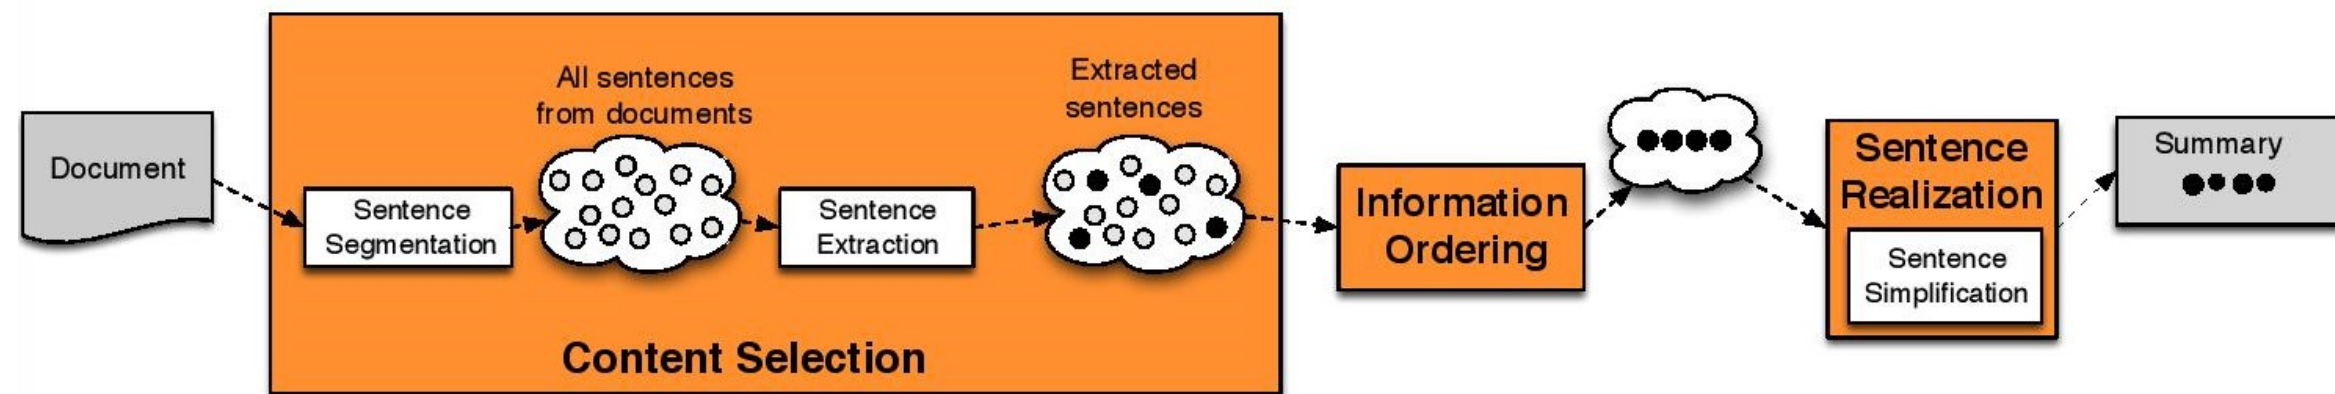 Document
Sentence
Segmentation
All sentences
from documents
Sentence
Extraction
Extracted
sentences
Content Selection
Information
Ordering
Sentence
Realization
Sentence
Simplification
Summary